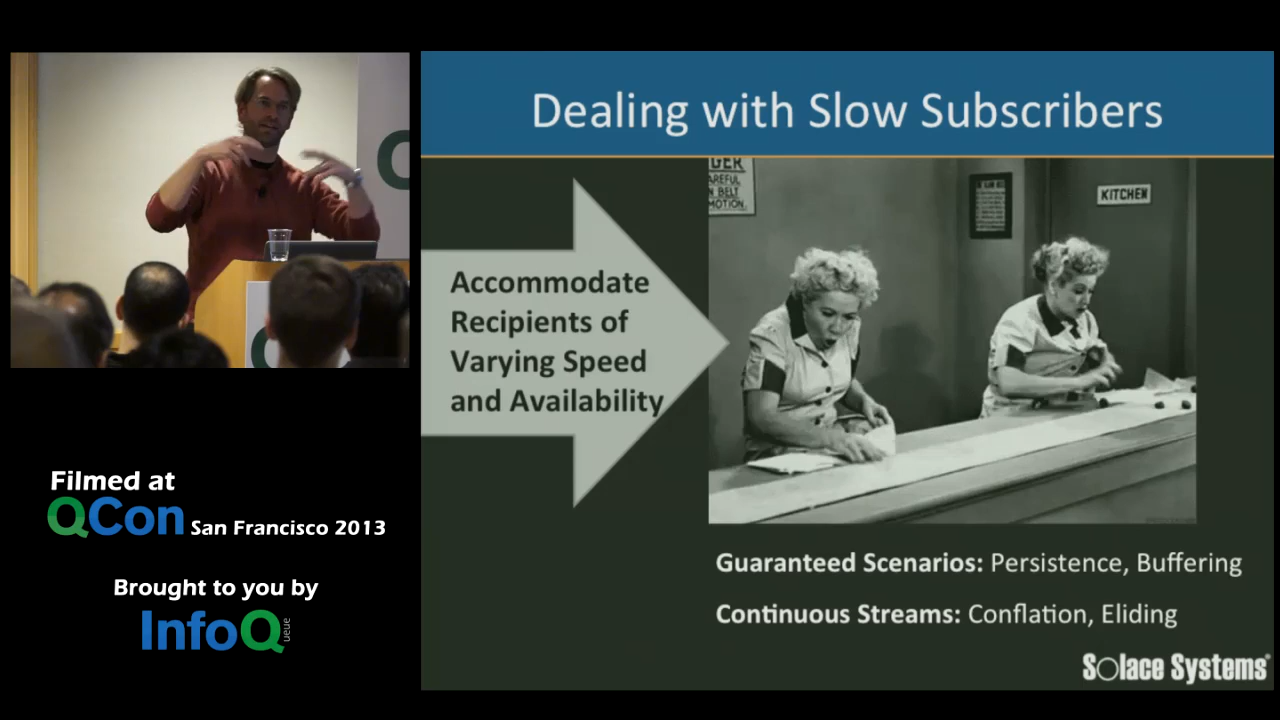 Dealing with Slow Subscribers
GER
AREFUL
N BELT
MOTION.
KITCHEN
Accommodate
Recipients of
Varying Speed
and Availability
Guaranteed Scenarios: Persistence, Buffering
Continuous Streams: Conflation, Eliding
Solace Systems
Filmed at
QCon San Francisco 2013
Brought to you by
InfoQ
ueue